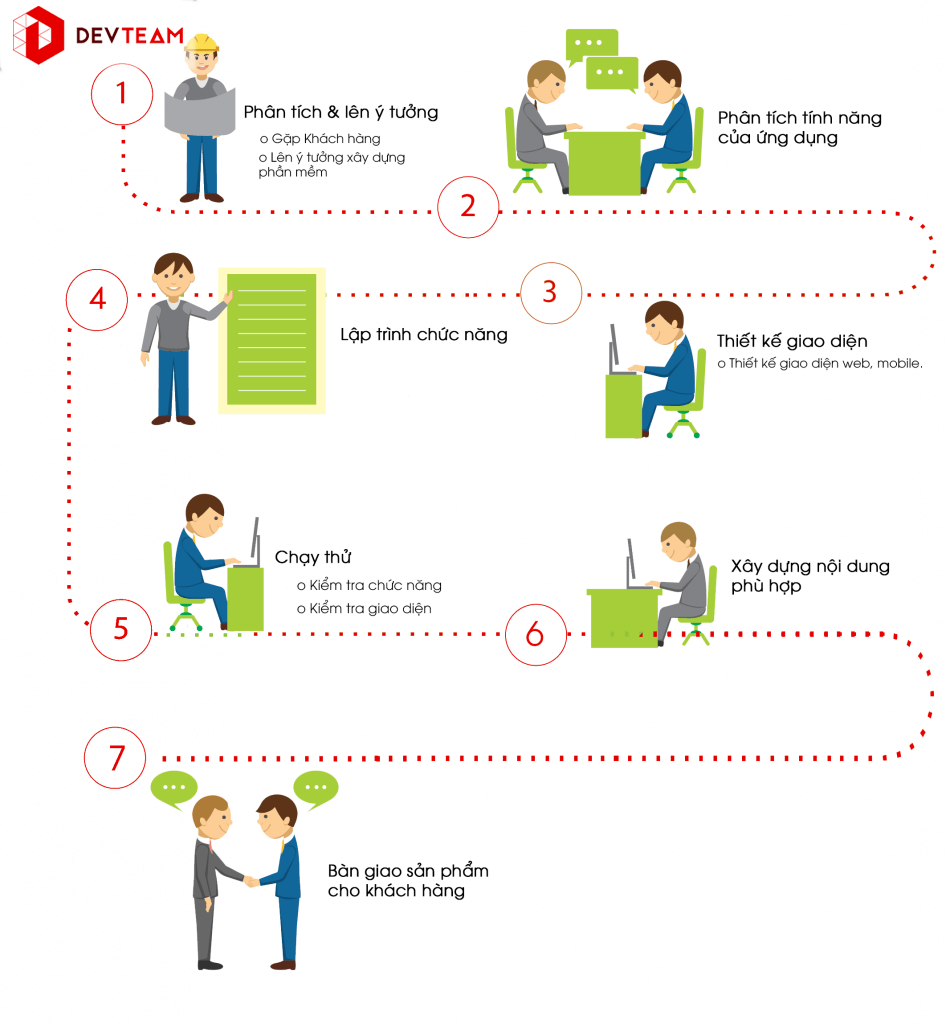 DEVTEAM
1
Phân tích & lên ý tưởng
o Gặp Khách hàng
o Lên ý tưởng xây dựng
phần mềm
2
Phân tích tính năng
của ứng dụng
3
Thiết kế giao diện
o Thiết kế giao diện web, mobile.
4
Lập trình chức năng
5
Chạy thử
o Kiểm tra chức năng
o Kiểm tra giao diện
6
Xây dựng nội dung
phù hợp
7
Bàn giao sản phẩm
cho khách hàng